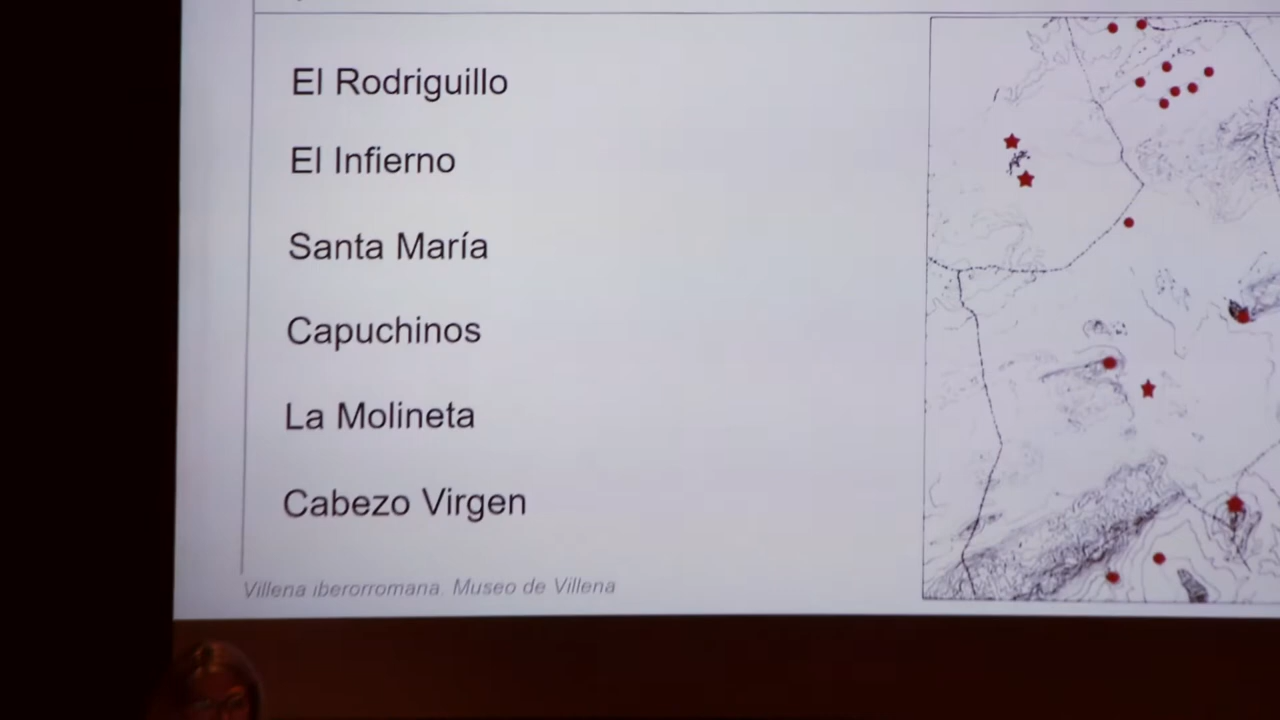 El Rodriguillo
El Infierno
Santa María
Capuchinos
La Molineta
Cabezo Virgen
Villena iberorromana. Museo de Villena